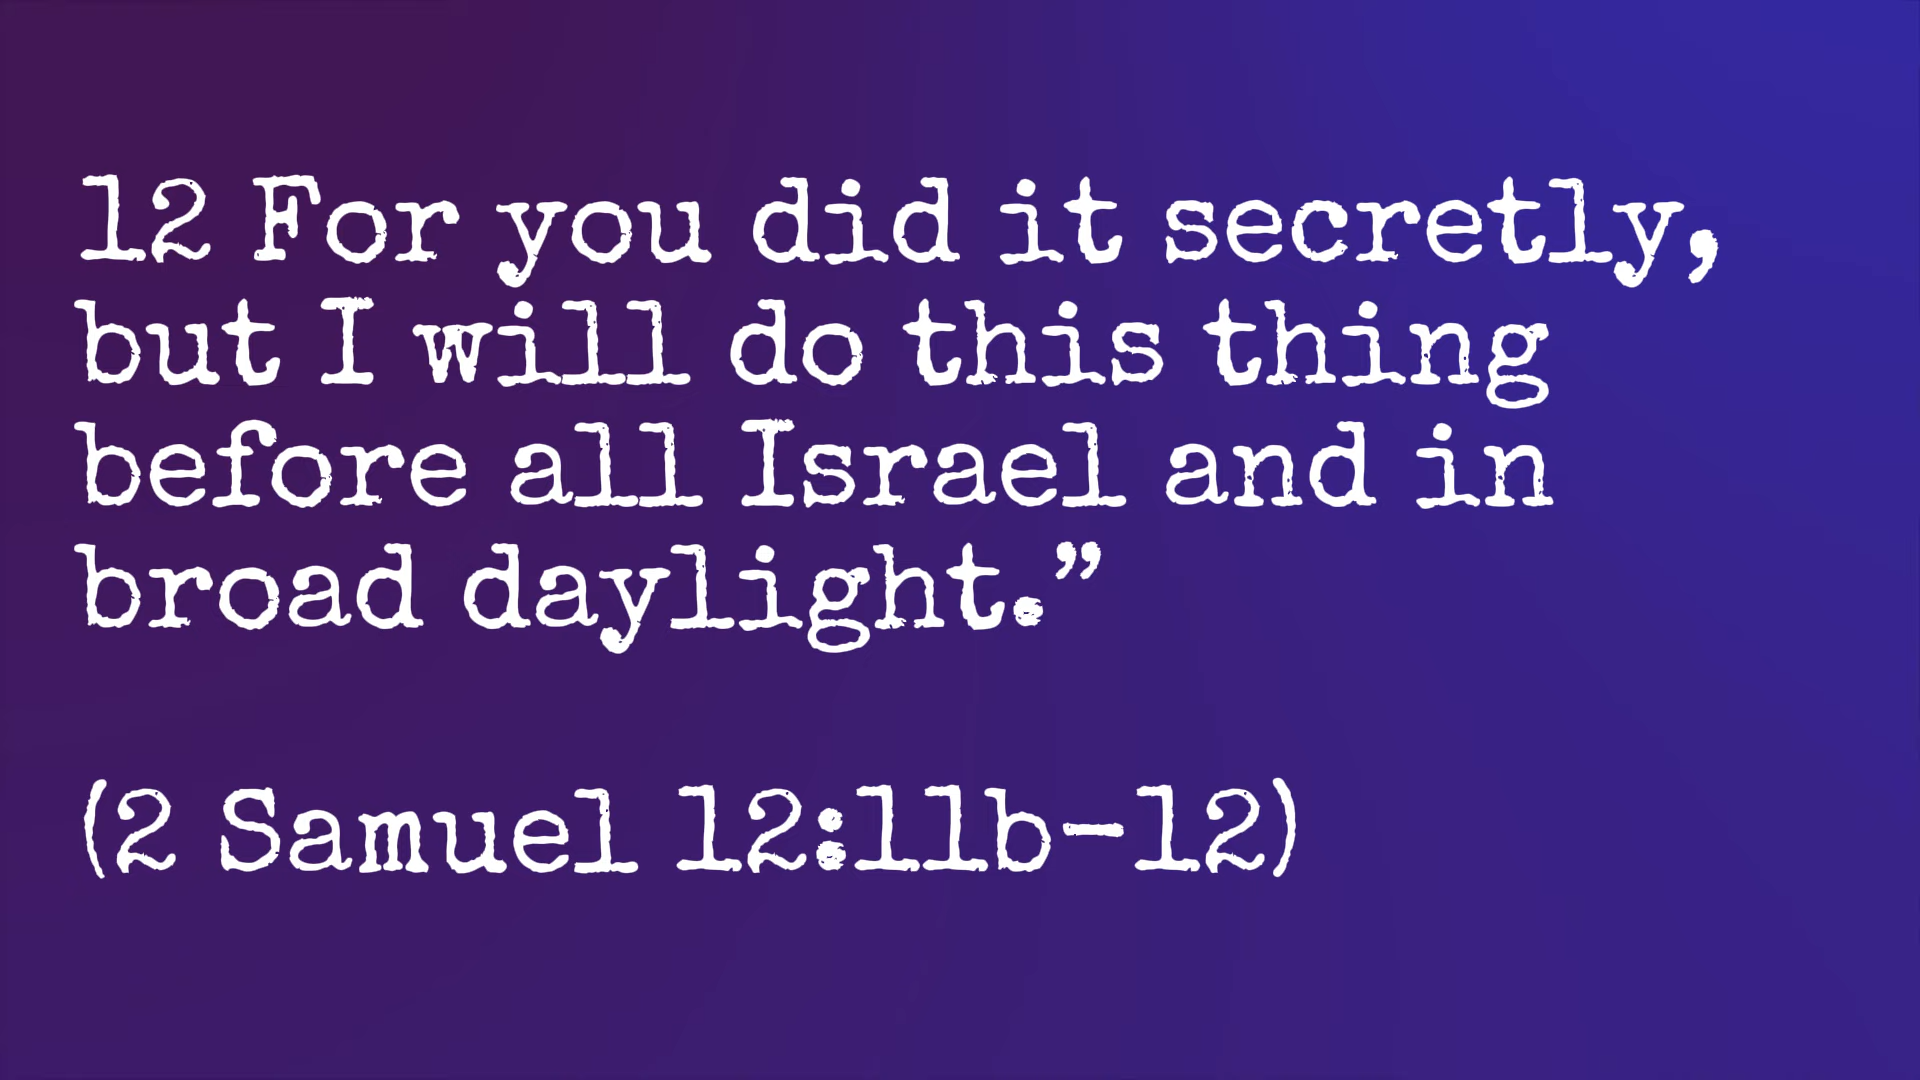 12 For you did it secretly,
but I will do this thing
before all Israel and in
broad daylight.”
(2 Samuel 12:11b-12)